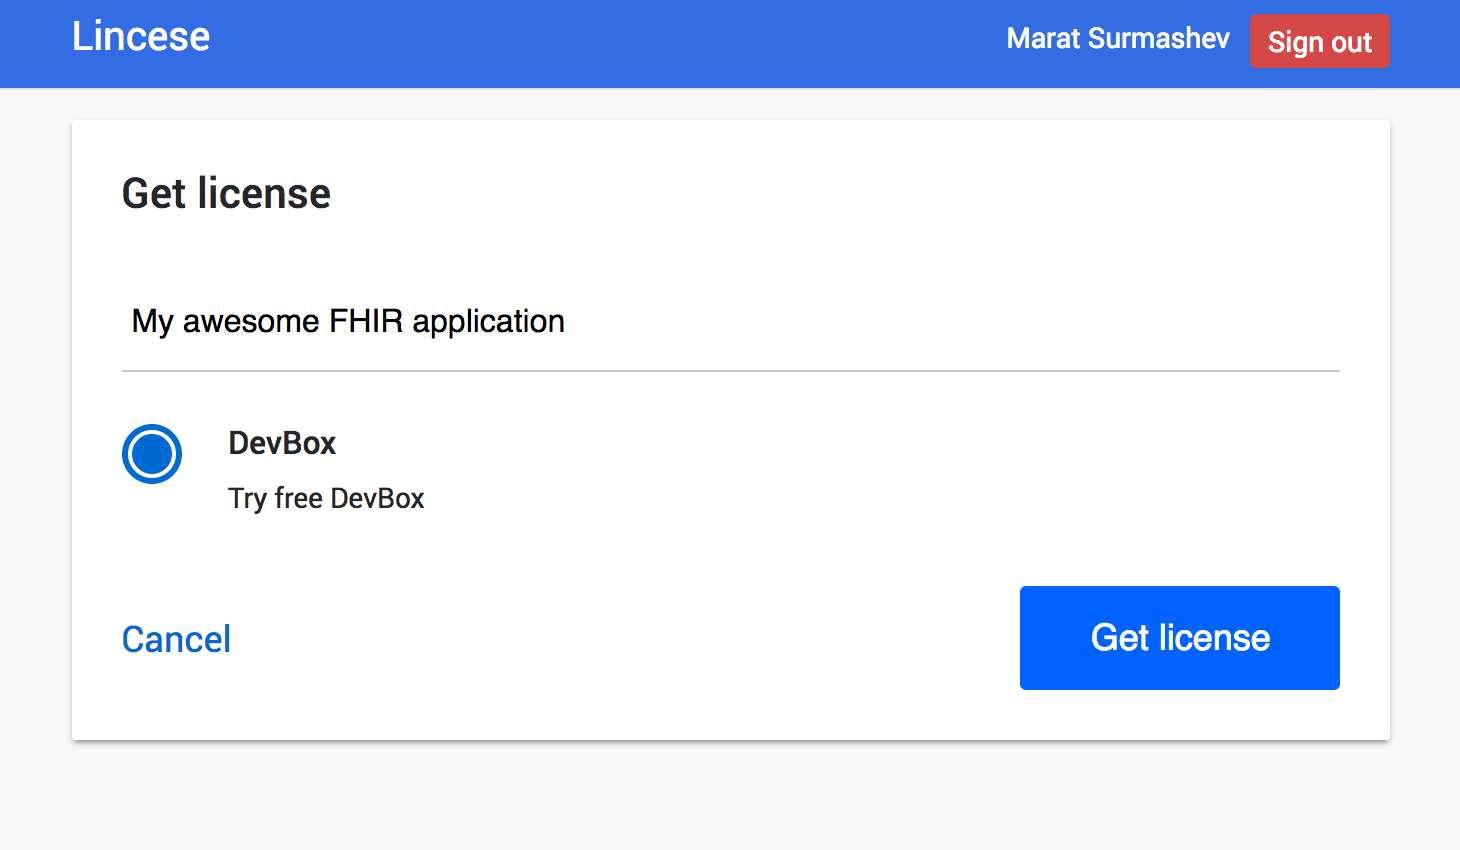 Lincese
Marat Surmashev
Sign out
Get license
My awesome FHIR application
DevBox
Try free DevBox
Cancel
Get license